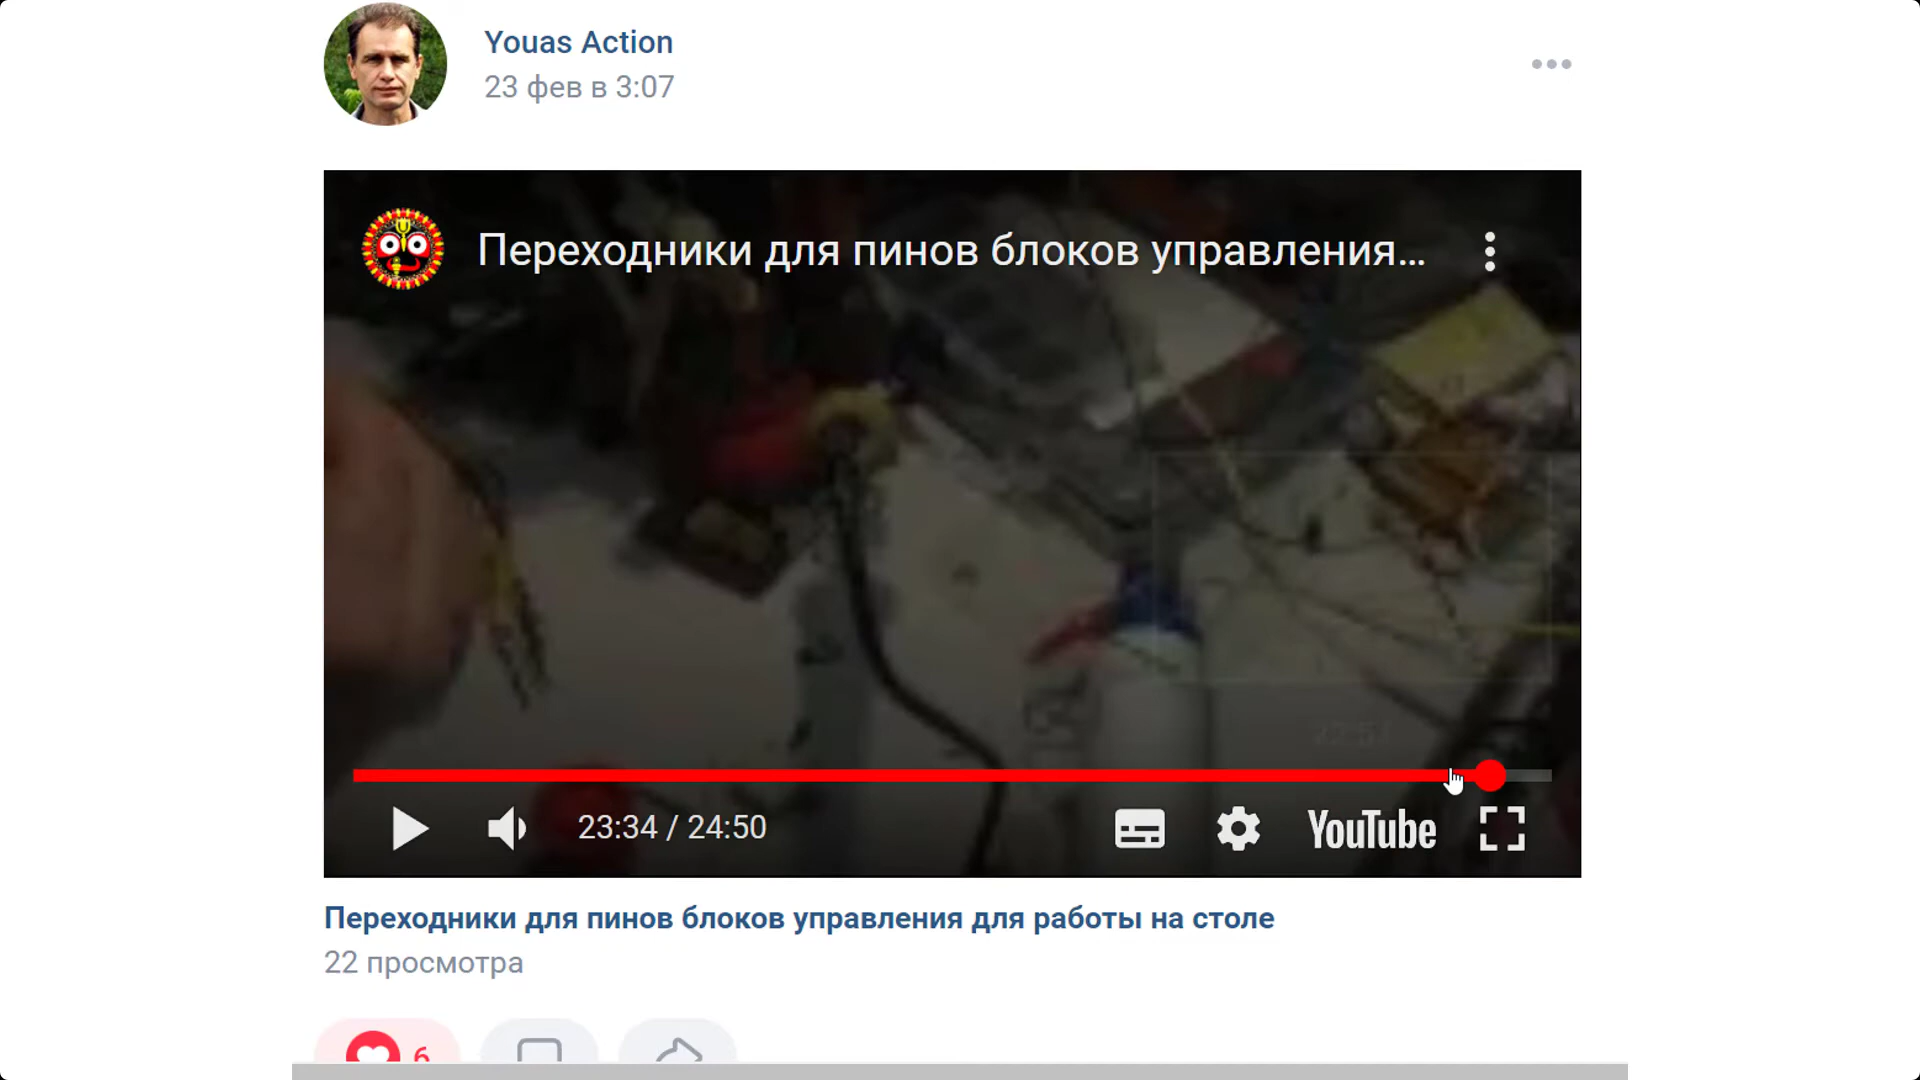 Youas Action
23 фев в 3:07
Переходники для пинов блоков управления...
23:34 / 24:50
YouTube
Переходники для пинов блоков управления для работы на столе
22 просмотра
6